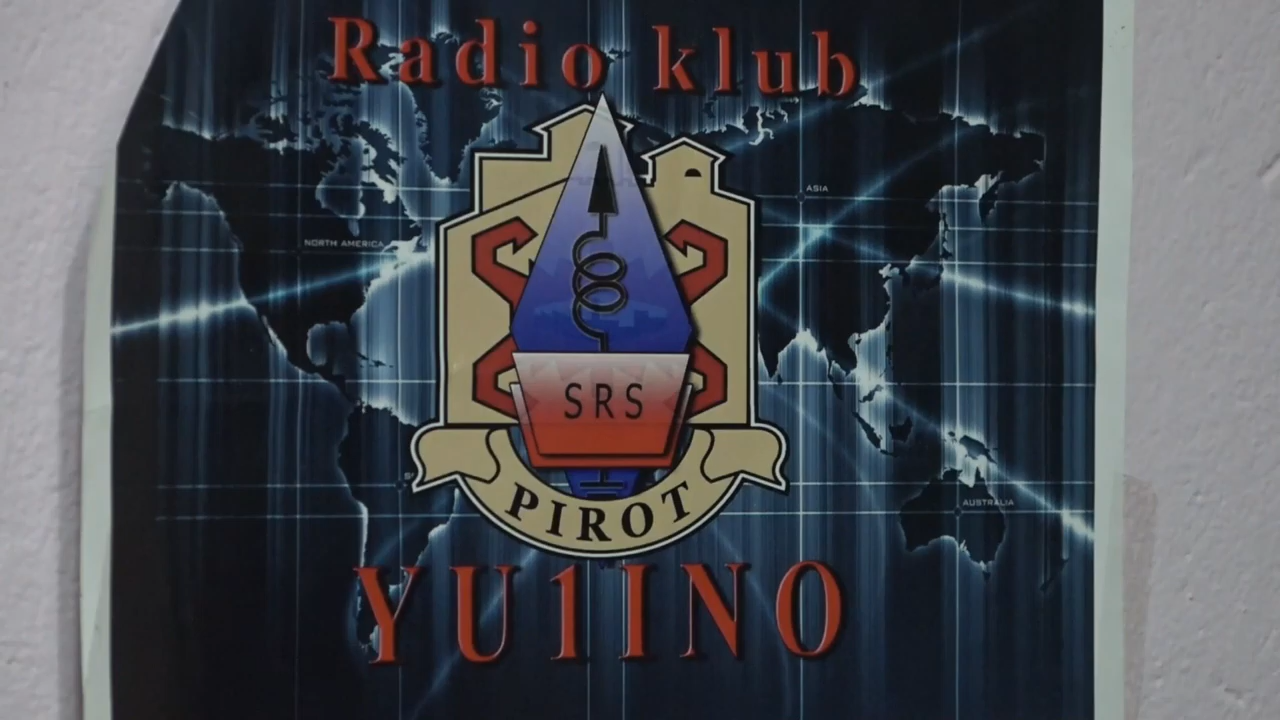 Radio klub
ASIA
NORTH AMERICA
SRS
PIROT
AUSTRALIA
YU1INO